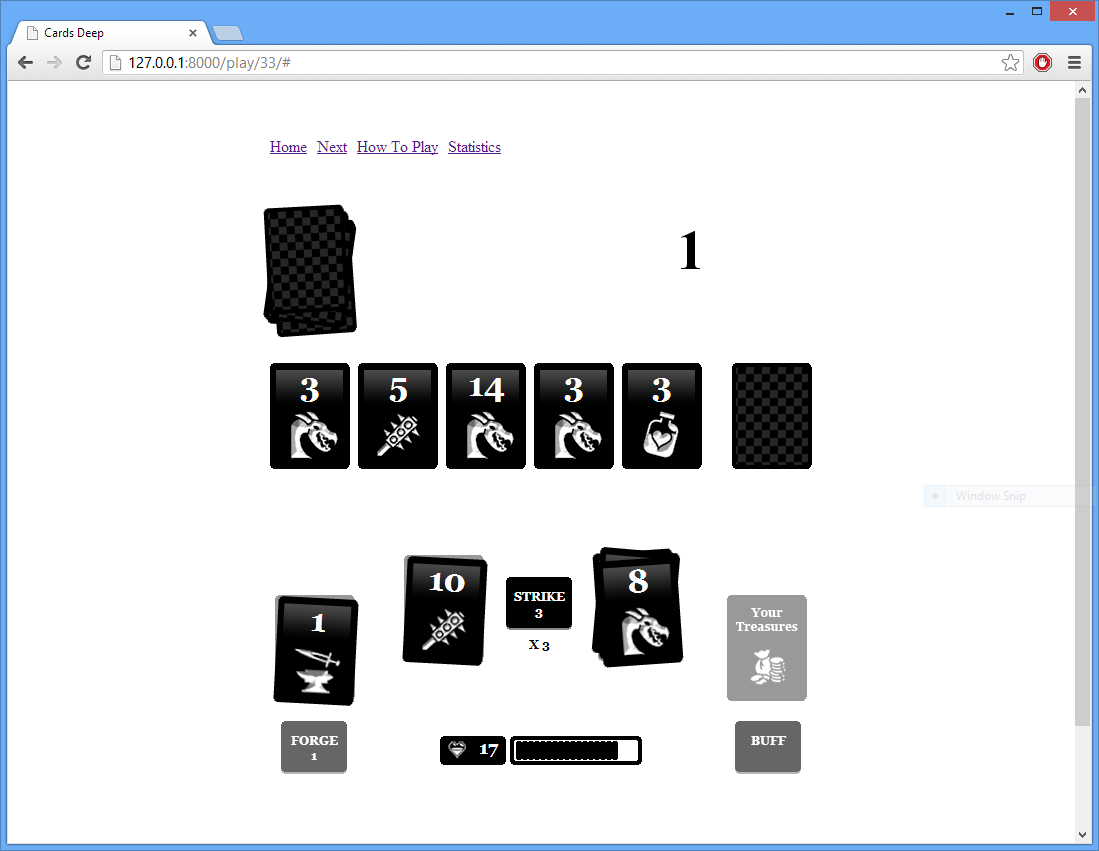 Cards Deep
127.0.0.1:8000/play/33/#
Home Next How To Play Statistics
1
3 5 14 3 3
Window Snip
10
STRIKE
3
X 3
8
1
Your
Treasures
FORGE
1
17
BUFF